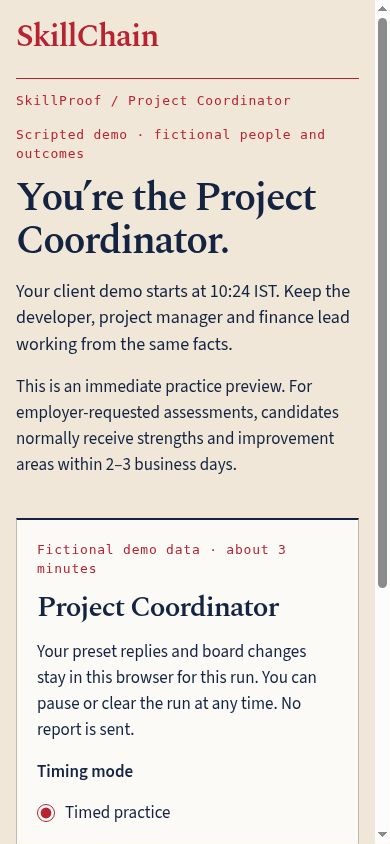 SkillChain
SkillProof / Project Coordinator
Scripted demo · fictional people and
outcomes
You’re the Project
Coordinator.
Your client demo starts at 10:24 IST. Keep the
developer, project manager and finance lead
working from the same facts.
This is an immediate practice preview. For
employer-requested assessments, candidates
normally receive strengths and improvement
areas within 2–3 business days.
Fictional demo data · about 3
minutes
Project Coordinator
Your preset replies and board changes
stay in this browser for this run. You can
pause or clear the run at any time. No
report is sent.
Timing mode
Timed practice